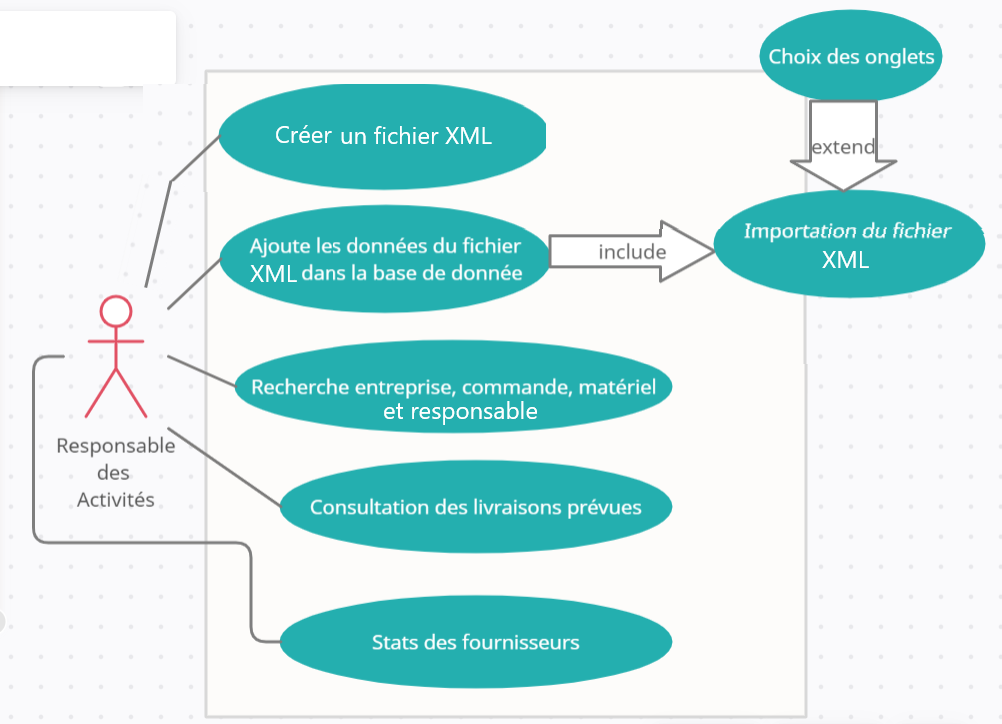 Choix des onglets
Créer un fichier XML
extend
Ajoute les données du fichier
XML dans la base de donnée
include
Importation du fichier
XML
Recherche entreprise, commande, matériel
et responsable
Responsable
des
Activités
Consultation des livraisons prévues
Stats des fournisseurs